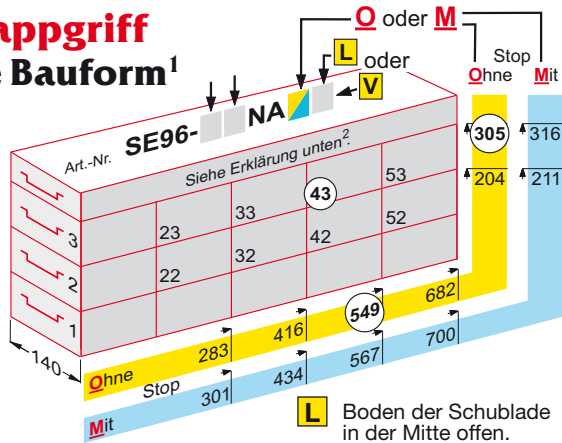 appgriff
e Bauform¹
O oder M
L oder
V
Stop
Ohne Mit
Art.-Nr. SE96- NA
Siehe Erklärung unten².
305 316
204 211
3 23 33 43 53
2 22 32 42 52
1
140
Ohne 283 416 549 682
Stop
Mit 301 434 567 700
L Boden der Schublade
in der Mitte offen.